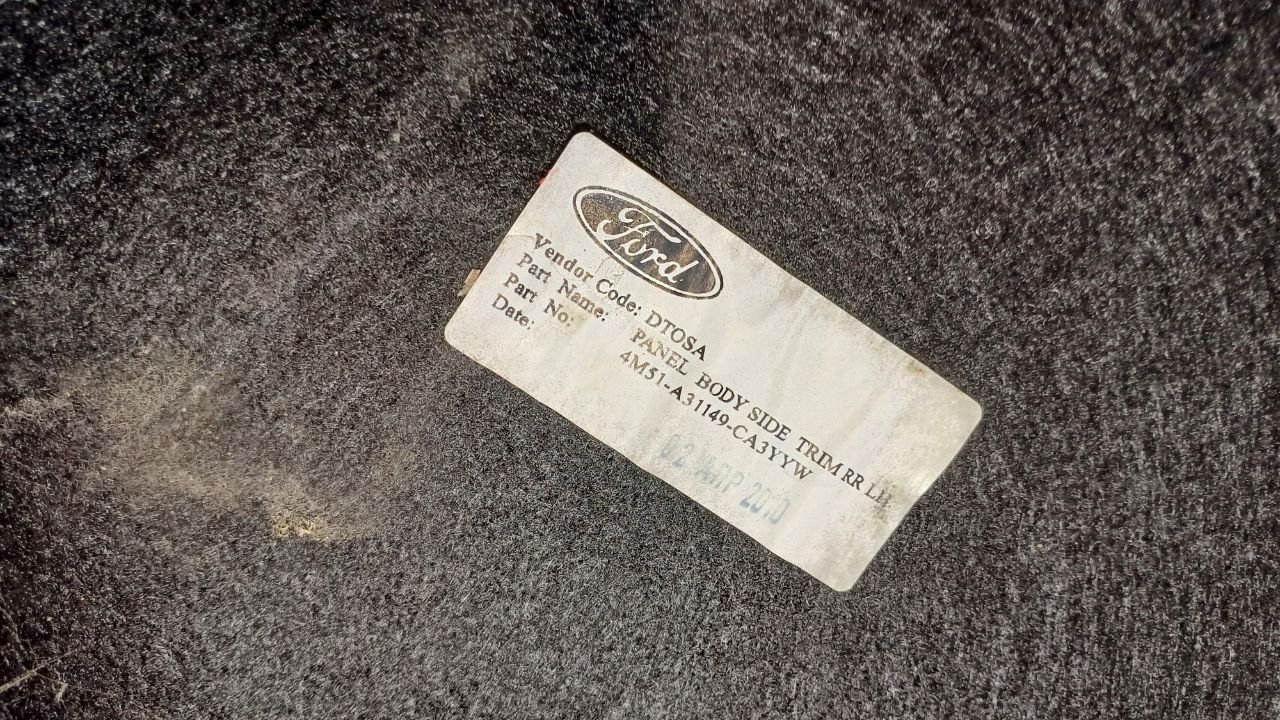 Ford
Vendor Code: DTOSA
Part Name: PANEL BODY SIDE TRIM RR LH
Part No: 4M51-A31149-CA3YYW
Date: 02 АПР 2010